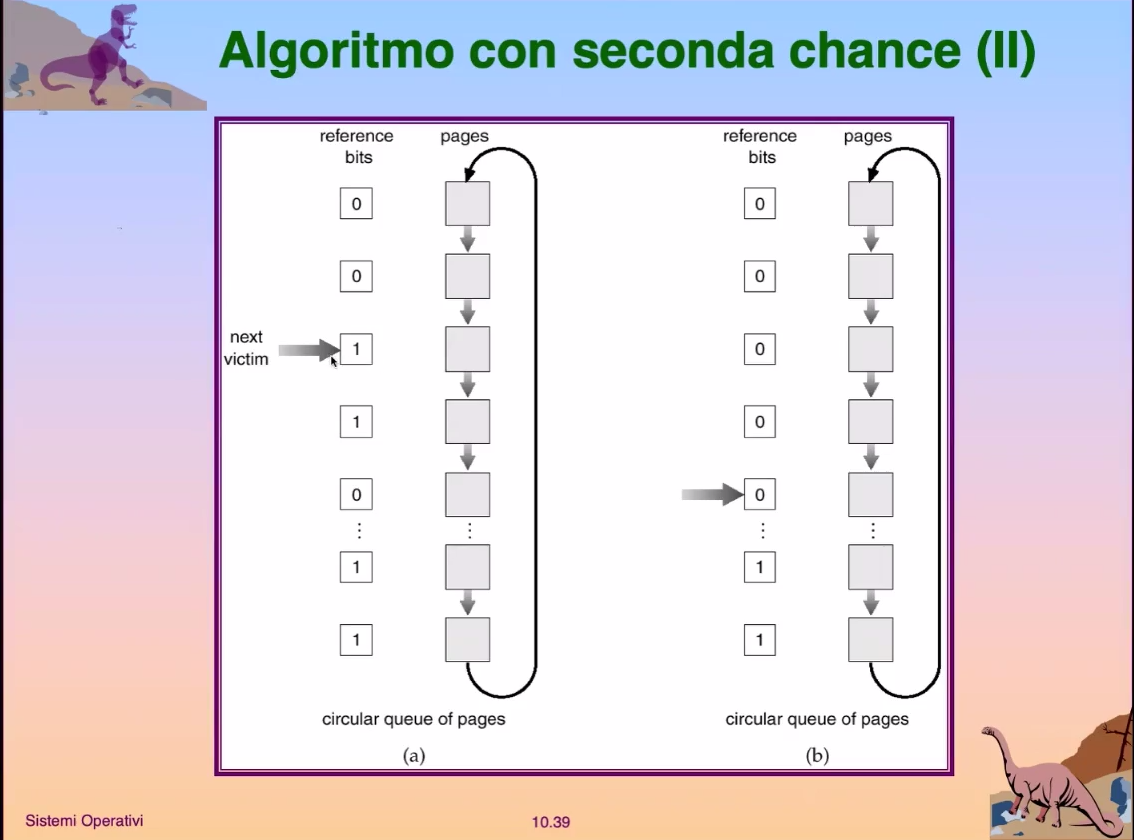 Algoritmo con seconda chance (II)
reference
bits
pages
0
0
next
victim
1
1
0
1
1
circular queue of pages
(a)
reference
bits
pages
0
0
0
0
0
1
1
circular queue of pages
(b)
Sistemi Operativi
10.39